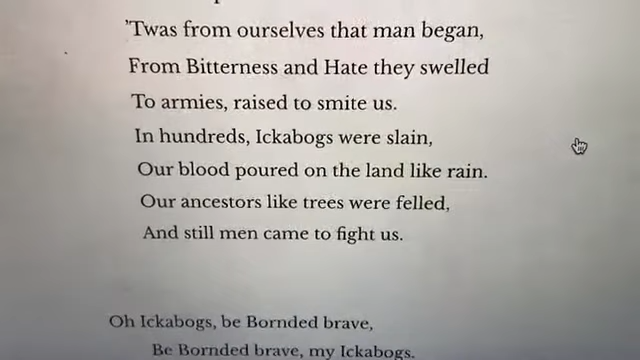 'Twas from ourselves that man began,
From Bitterness and Hate they swelled
To armies, raised to smite us.
In hundreds, Ickabogs were slain,
Our blood poured on the land like rain.
Our ancestors like trees were felled,
And still men came to fight us.
Oh Ickabogs, be Bornded brave,
Be Bornded brave, my Ickabogs.